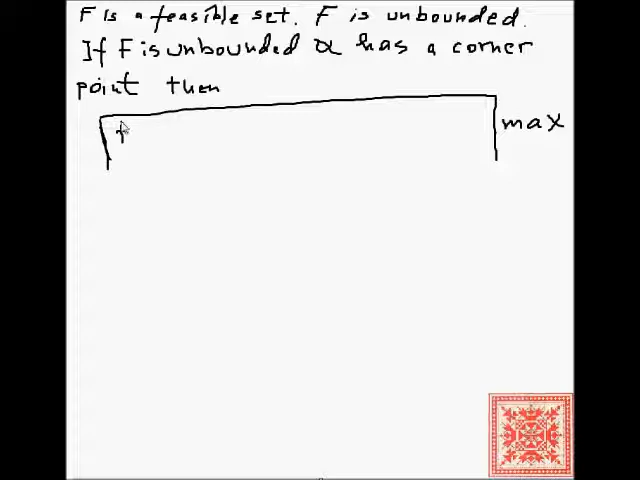 F is a feasible set. F is unbounded.
If F is unbounded & has a corner
point then
max